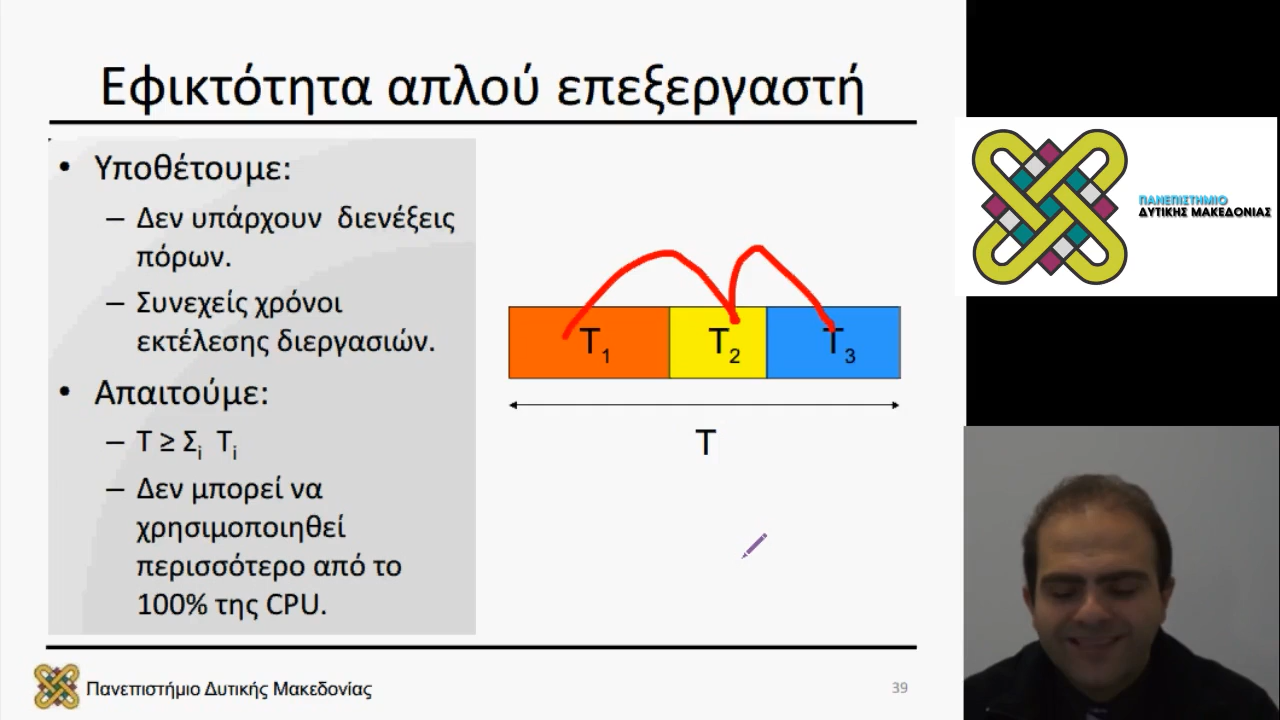 Εφικτότητα απλού επεξεργαστή
• Υποθέτουμε:
– Δεν υπάρχουν διενέξεις
πόρων.
– Συνεχείς χρόνοι
εκτέλεσης διεργασιών.
• Απαιτούμε:
– T ≥ Σi Ti
– Δεν μπορεί να
χρησιμοποιηθεί
περισσότερο από το
100% της CPU.
T1 T2 T3
T
Πανεπιστήμιο Δυτικής Μακεδονίας
39
ΠΑΝΕΠΙΣΤΗΜΙΟ
ΔΥΤΙΚΗΣ ΜΑΚΕΔΟΝΙΑΣ